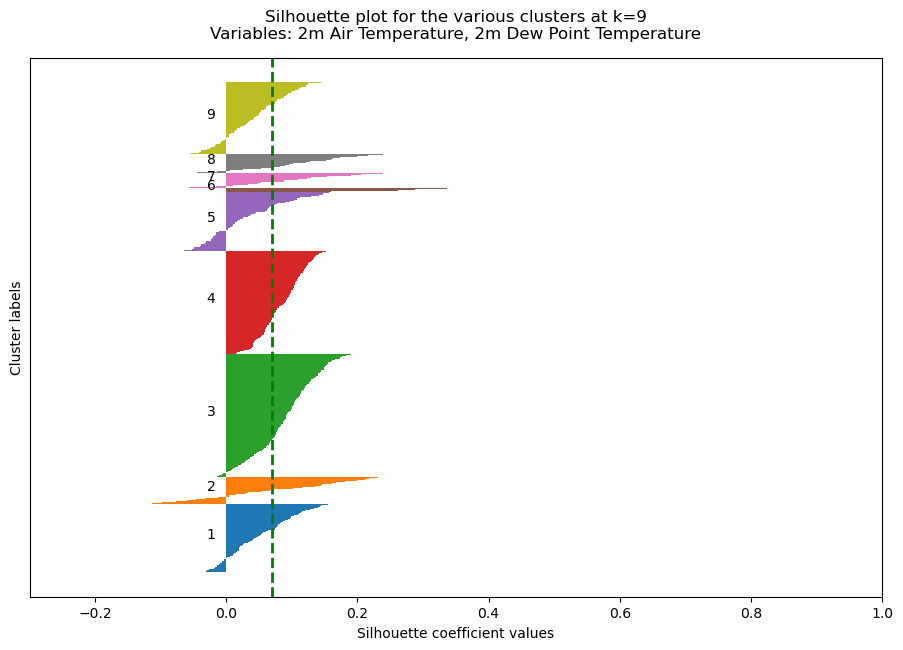 Silhouette plot for the various clusters at k=9
Variables: 2m Air Temperature, 2m Dew Point Temperature
Cluster labels
9
8
7
6
5
4
3
2
1
−0.2 0.0 0.2 0.4 0.6 0.8 1.0
Silhouette coefficient values